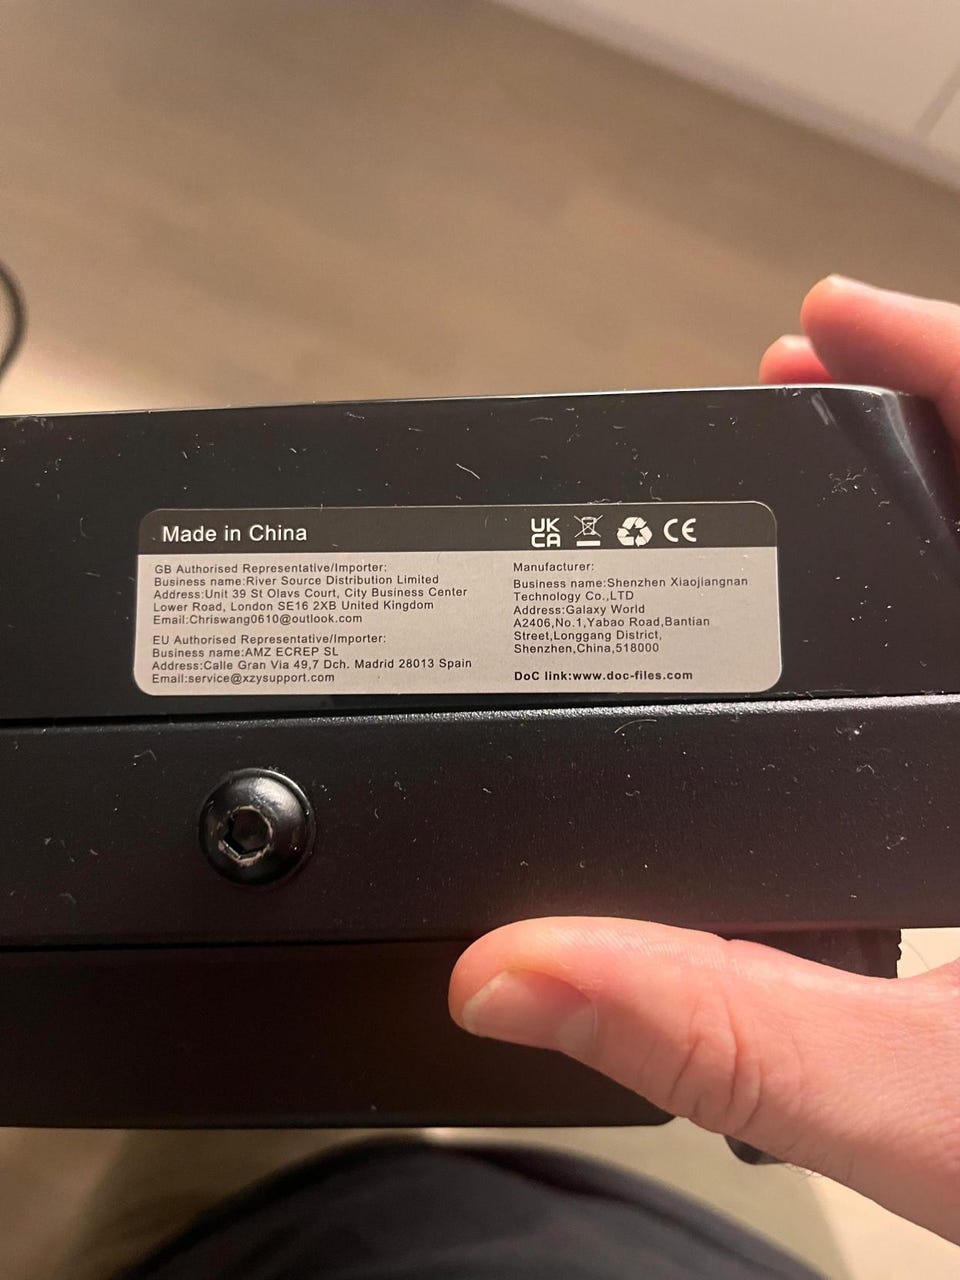 Made in China
UK
CA
CE
GB Authorised Representative/Importer:
Business name:River Source Distribution Limited
Address:Unit 39 St Olavs Court, City Business Center
Lower Road, London SE16 2XB United Kingdom
Email:Chriswang0610@outlook.com
EU Authorised Representative/Importer:
Business name:AMZ ECREP SL
Address:Calle Gran Via 49,7 Dch. Madrid 28013 Spain
Email:service@xzysupport.com
Manufacturer:
Business name:Shenzhen Xiaojiangnan
Technology Co.,LTD
Address:Galaxy World
A2406,No.1,Yabao Road,Bantian
Street,Longgang District,
Shenzhen,China,518000
DoC link:www.doc-files.com